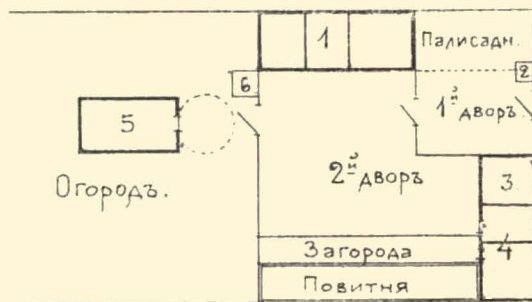 1
Палисадн.
2
6
1й дворъ.
5
2й дворъ
3.
Огородъ.
4
Загорода
Повитня